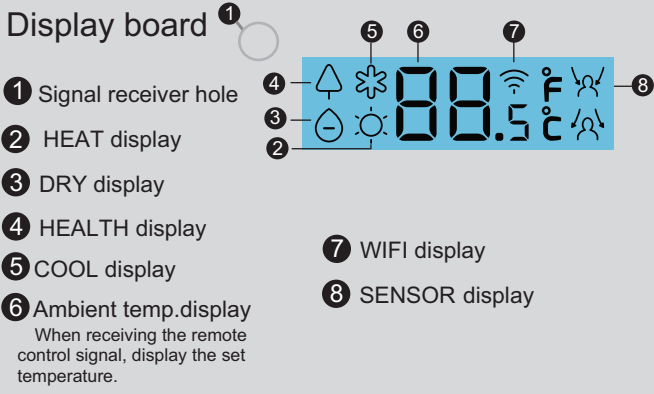 Display board 1
5 6 7
4 88.5 °F 8
3 °C
2
1 Signal receiver hole
2 HEAT display
3 DRY display
4 HEALTH display
5 COOL display
6 Ambient temp.display
When receiving the remote
control signal, display the set
temperature.
7 WIFI display
8 SENSOR display